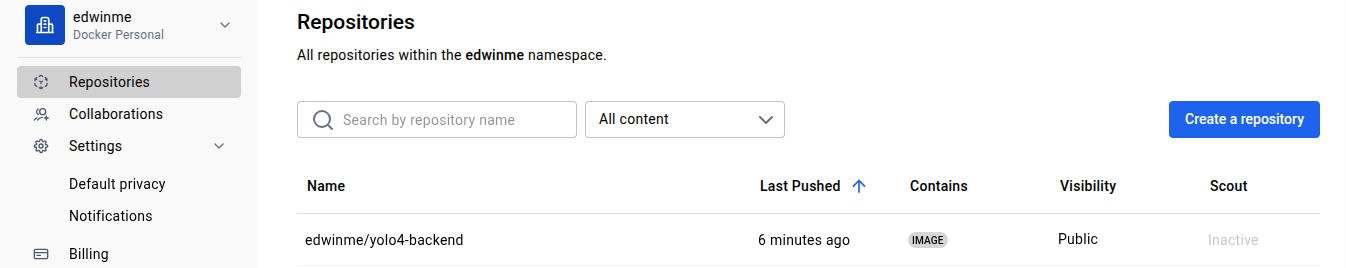 edwinme
Docker Personal
Repositories
Collaborations
Settings
Default privacy
Notifications
Billing
Repositories
All repositories within the edwinme namespace.
Search by repository name
All content
Create a repository
Name Last Pushed Contains Visibility Scout
edwinme/yolo4-backend 6 minutes ago IMAGE Public Inactive